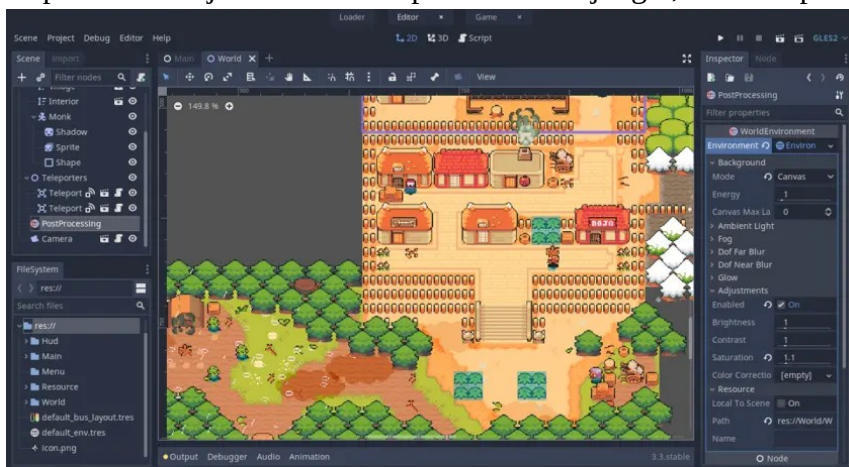 Loader Editor × Game ×
Scene Project Debug Editor Help
2D 3D Script
GLES2
Scene Import
Main World × +
Inspector Node
Filter nodes
View
PostProcessing
149.8 %
Filter properties
Interior
WorldEnvironment
Monk
Environment Environ
Shadow
Background
Sprite
Mode Canvas
Shape
Energy 1
Teleporters
Canvas Max La 0
Teleport
Ambient Light
Teleport
Fog
PostProcessing
DOJO
Dof Far Blur
Camera
Dof Near Blur
Glow
FileSystem
Adjustments
res://
Enabled On
Search files
Brightness 1
res://
Contrast 1
Hud
Saturation 1.1
Main
Color Correctio [empty]
Menu
Resource
Resource
Local To Scene On
World
Path res://World/W
default_bus_layout.tres
Name
default_env.tres
icon.png
Output Debugger Audio Animation
3.3.stable
Node